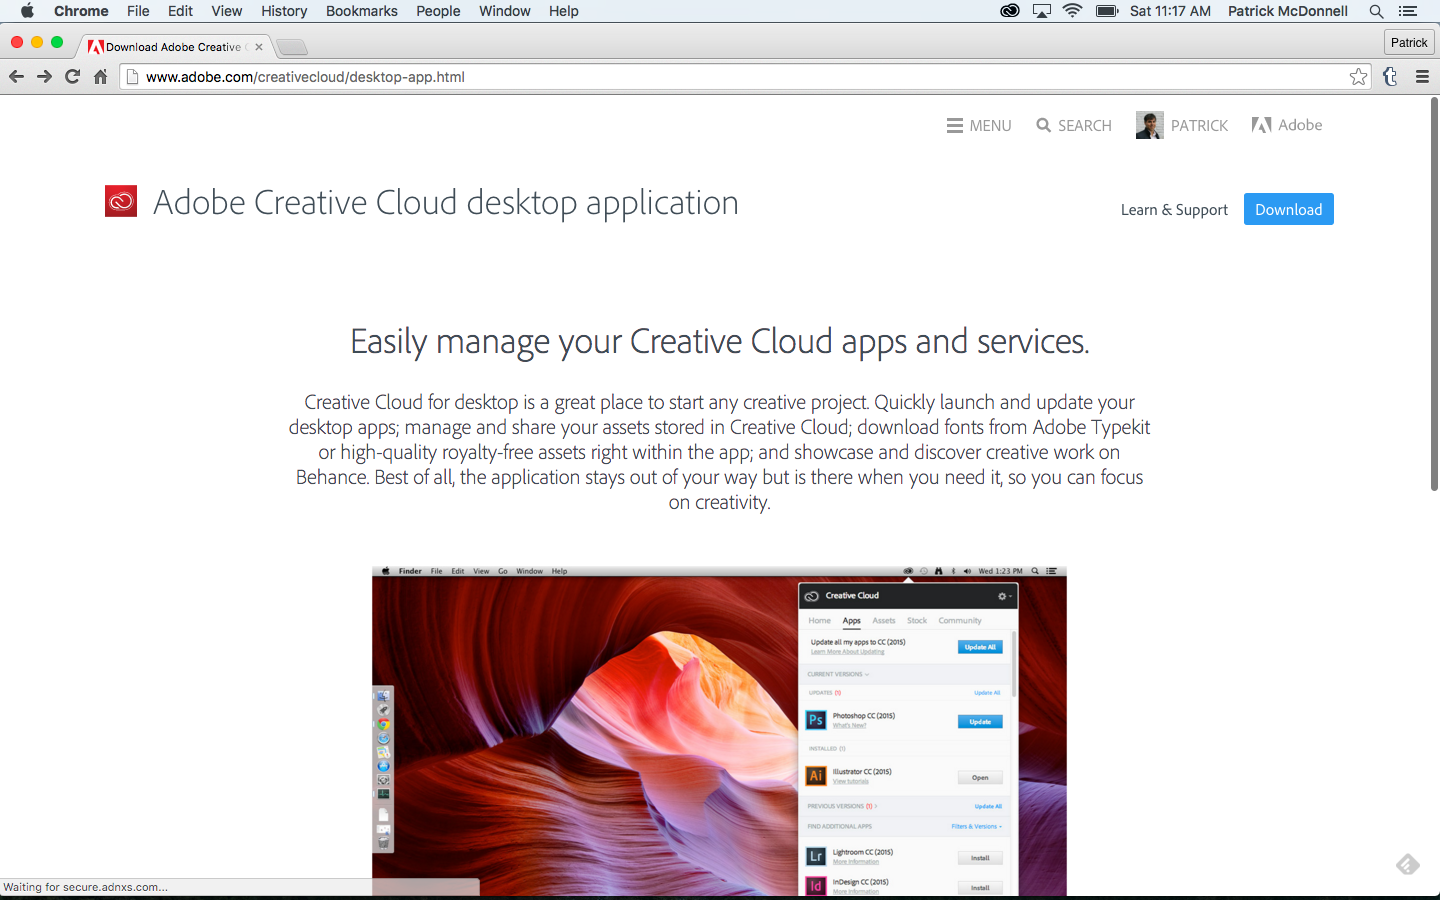 Chrome File Edit View History Bookmarks People Window Help Sat 11:17 AM Patrick McDonnell
Download Adobe Creative C
Patrick
www.adobe.com/creativecloud/desktop-app.html
MENU SEARCH PATRICK Adobe
Adobe Creative Cloud desktop application
Learn & Support Download
Easily manage your Creative Cloud apps and services.
Creative Cloud for desktop is a great place to start any creative project. Quickly launch and update your
desktop apps; manage and share your assets stored in Creative Cloud; download fonts from Adobe Typekit
or high-quality royalty-free assets right within the app; and showcase and discover creative work on
Behance. Best of all, the application stays out of your way but is there when you need it, so you can focus
on creativity.
Finder File Edit View Go Window Help Wed 1:23 PM
Creative Cloud
Home Apps Assets Stock Community
Update all my apps to CC (2015)
Learn More About Updating
Update All
CURRENT VERSIONS
UPDATES (1) Update All
Ps Photoshop CC (2015)
What's New?
Update
INSTALLED (1)
Ai Illustrator CC (2015)
View tutorials
Open
PREVIOUS VERSIONS (1) Update All
FIND ADDITIONAL APPS Filters & Versions
Lr Lightroom CC (2015)
More Information
Install
Id InDesign CC (2015)
More Information
Install
Waiting for secure.adnxs.com...